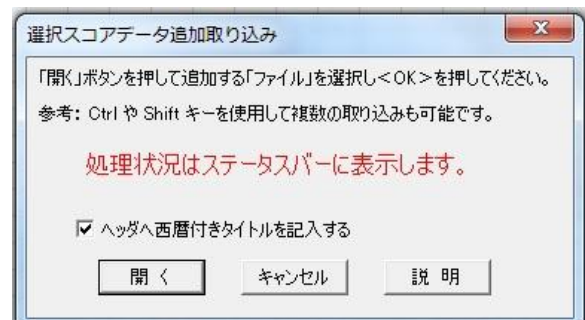 選択スコアデータ追加取り込み
「開く」ボタンを押して追加する「ファイル」を選択し<OK>を押してください。
参考: Ctrl や Shift キーを使用して複数の取り込みも可能です。
処理状況はステータスバーに表示します。
ヘッダへ西暦付きタイトルを記入する
開く キャンセル 説 明